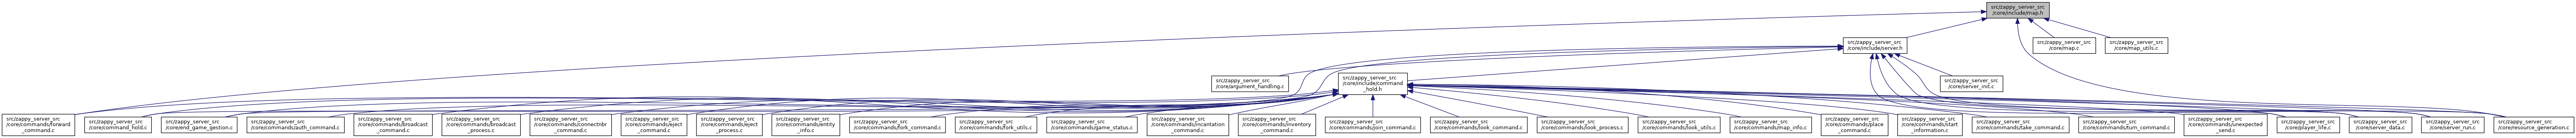 src/zappy_server_src
/core/include/map.h
src/zappy_server_src
/core/include/server.h
src/zappy_server_src
/core/map.c
src/zappy_server_src
/core/map_utils.c
src/zappy_server_src
/core/argument_handling.c
src/zappy_server_src
/core/include/command
_hold.h
src/zappy_server_src
/core/server_init.c
src/zappy_server_src
/core/commands/forward
_command.c
src/zappy_server_src
/core/command_hold.c
src/zappy_server_src
/core/end_game_gestion.c
src/zappy_server_src
/core/commands/auth_command.c
src/zappy_server_src
/core/commands/broadcast
_command.c
src/zappy_server_src
/core/commands/broadcast
_process.c
src/zappy_server_src
/core/commands/connectnbr
_command.c
src/zappy_server_src
/core/commands/eject
_command.c
src/zappy_server_src
/core/commands/eject
_process.c
src/zappy_server_src
/core/commands/entity
_info.c
src/zappy_server_src
/core/commands/fork_command.c
src/zappy_server_src
/core/commands/fork_utils.c
src/zappy_server_src
/core/commands/game_status.c
src/zappy_server_src
/core/commands/incantation
_command.c
src/zappy_server_src
/core/commands/inventory
_command.c
src/zappy_server_src
/core/commands/join_command.c
src/zappy_server_src
/core/commands/look_command.c
src/zappy_server_src
/core/commands/look_process.c
src/zappy_server_src
/core/commands/look_utils.c
src/zappy_server_src
/core/commands/map_info.c
src/zappy_server_src
/core/commands/place
_command.c
src/zappy_server_src
/core/commands/start
_information.c
src/zappy_server_src
/core/commands/take_command.c
src/zappy_server_src
/core/commands/turn_command.c
src/zappy_server_src
/core/commands/unexpected
_send.c
src/zappy_server_src
/core/player_life.c
src/zappy_server_src
/core/server_data.c
src/zappy_server_src
/core/server_run.c
src/zappy_server_src
/core/resource_generation.c